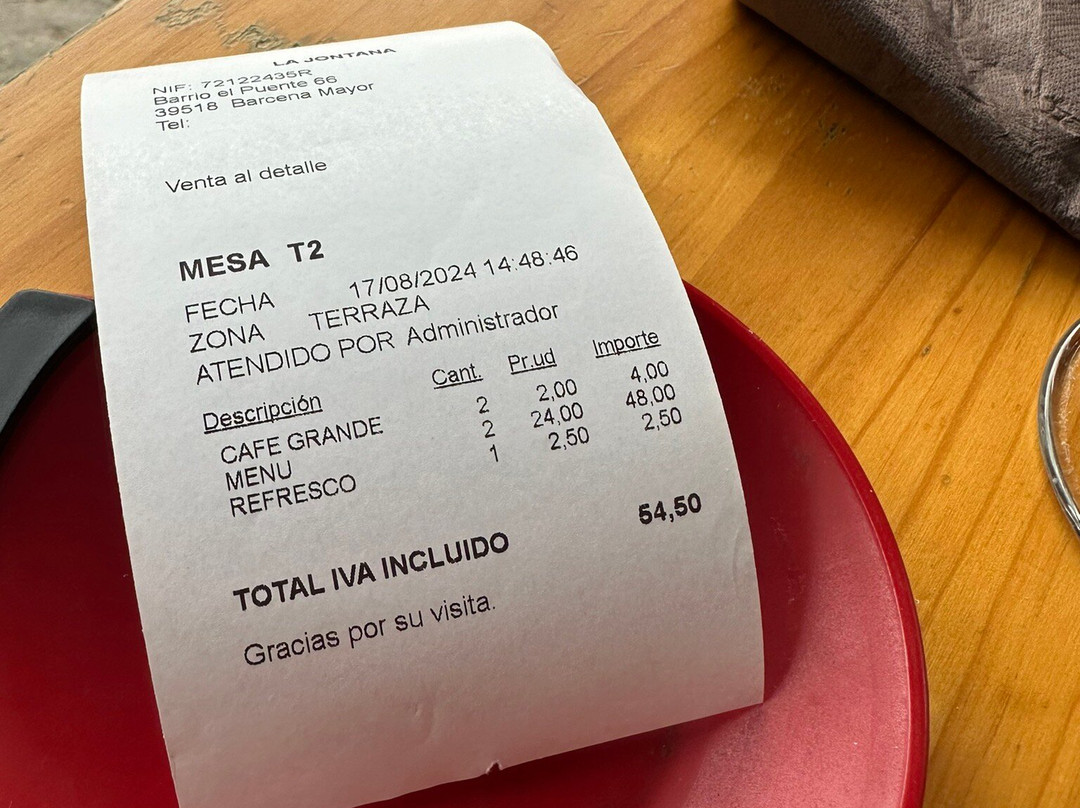 LA JONTANA
NIF: 72122435R
Barrio el Puente 66
39518 Barcena Mayor
Tel:
Venta al detalle
MESA T2
FECHA 17/08/2024 14:48:46
ZONA TERRAZA
ATENDIDO POR Administrador
Descripción Cant. Pr.ud Importe
CAFE GRANDE 2 2,00 4,00
MENU 2 24,00 48,00
REFRESCO 1 2,50 2,50
TOTAL IVA INCLUIDO 54,50
Gracias por su visita.